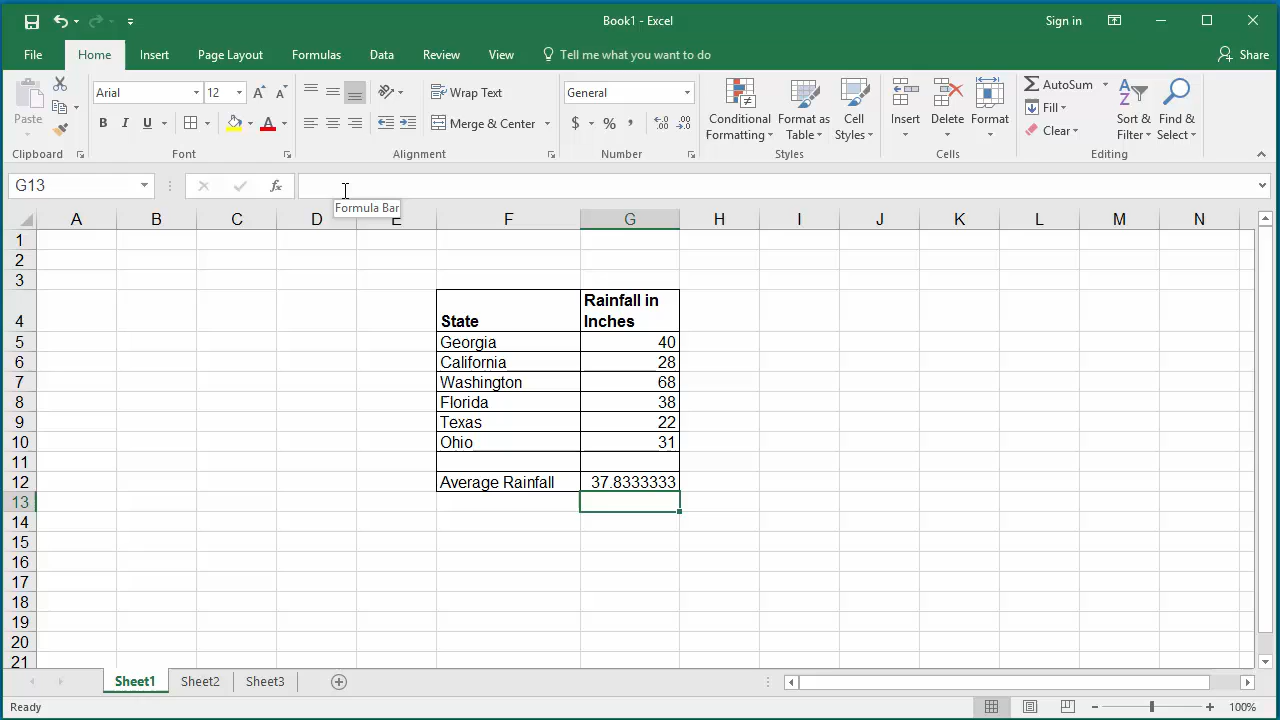 Book1 - Excel
Sign in
File Home Insert Page Layout Formulas Data Review View Tell me what you want to do Share
Paste
Arial 12
B I U A
Wrap Text
Merge & Center
General
$ % ,
Conditional Formatting
Format as Table
Cell Styles
Insert
Delete
Format
AutoSum
Fill
Clear
Sort & Filter
Find & Select
Clipboard Font Alignment Number Styles Cells Editing
G13 fx
Formula Bar
A B C D E F G H I J K L M N
1
2
3
4 State Rainfall in Inches
5 Georgia 40
6 California 28
7 Washington 68
8 Florida 38
9 Texas 22
10 Ohio 31
11
12 Average Rainfall 37.8333333
13
14
15
16
17
18
19
20
21
Sheet1 Sheet2 Sheet3
Ready 100%